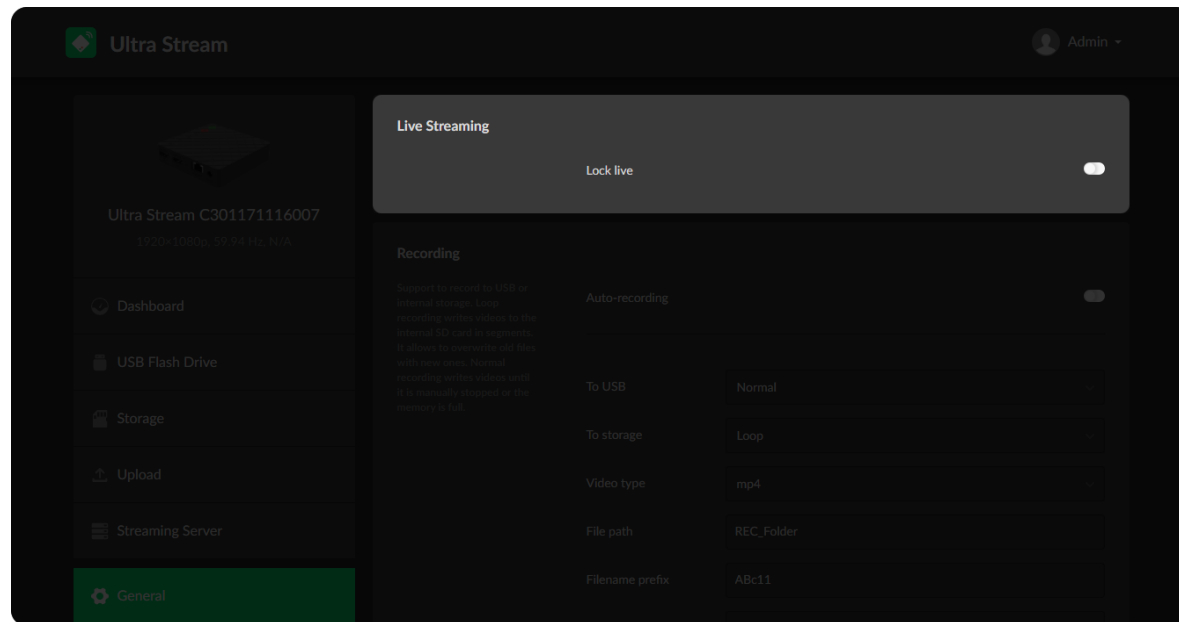 Ultra Stream
Admin
Live Streaming
Lock live
Ultra Stream C301171116007
1920×1080p, 59.94 Hz, N/A
Recording
Support to record to USB or
internal storage. Loop
recording writes videos to the
internal SD card in segments.
It allows to overwrite old files
with new ones. Normal
recording writes videos until
it is manually stopped or the
memory is full.
Auto-recording
Dashboard
USB Flash Drive
Storage
Upload
Streaming Server
General
To USB
Normal
To storage
Loop
Video type
mp4
File path
REC_Folder
Filename prefix
ABc11